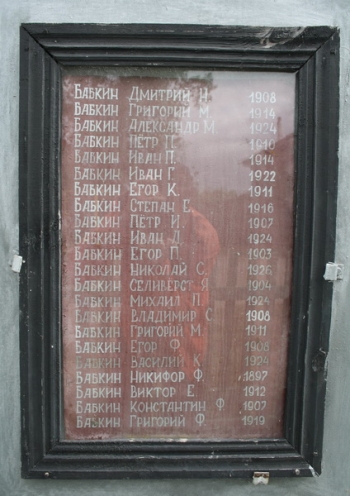 БАБКИН ДМИТРИЙ Н 1908
БАБКИН ГРИГОРИЙ М 1914
БАБКИН АЛЕКСАНДР М 1924
БАБКИН ПЁТР П. 1910
БАБКИН ИВАН П. 1914
БАБКИН ИВАН Г. 1922
БАБКИН ЕГОР К. 1911
БАБКИН СТЕПАН Е. 1916
БАБКИН ПЁТР И. 1907
БАБКИН ИВАН Л. 1924
БАБКИН ЕГОР П. 1903
БАБКИН НИКОЛАЙ С. 1926
БАБКИН СЕЛИВЕРСТ Я 1904
БАБКИН МИХАИЛ П. 1924
БАБКИН ВЛАДИМИР С 1908
БАБКИН ГРИГОРИЙ М. 1911
БАБКИН ЕГОР Ф. 1908
БАБКИН ВАСИЛИЙ К 1924
БАБКИН НИКИФОР Ф. 1897
БАБКИН ВИКТОР Е 1912
БАБКИН КОНСТАНТИН Ф 1907
БАБКИН ГРИГОРИЙ Ф. 1919